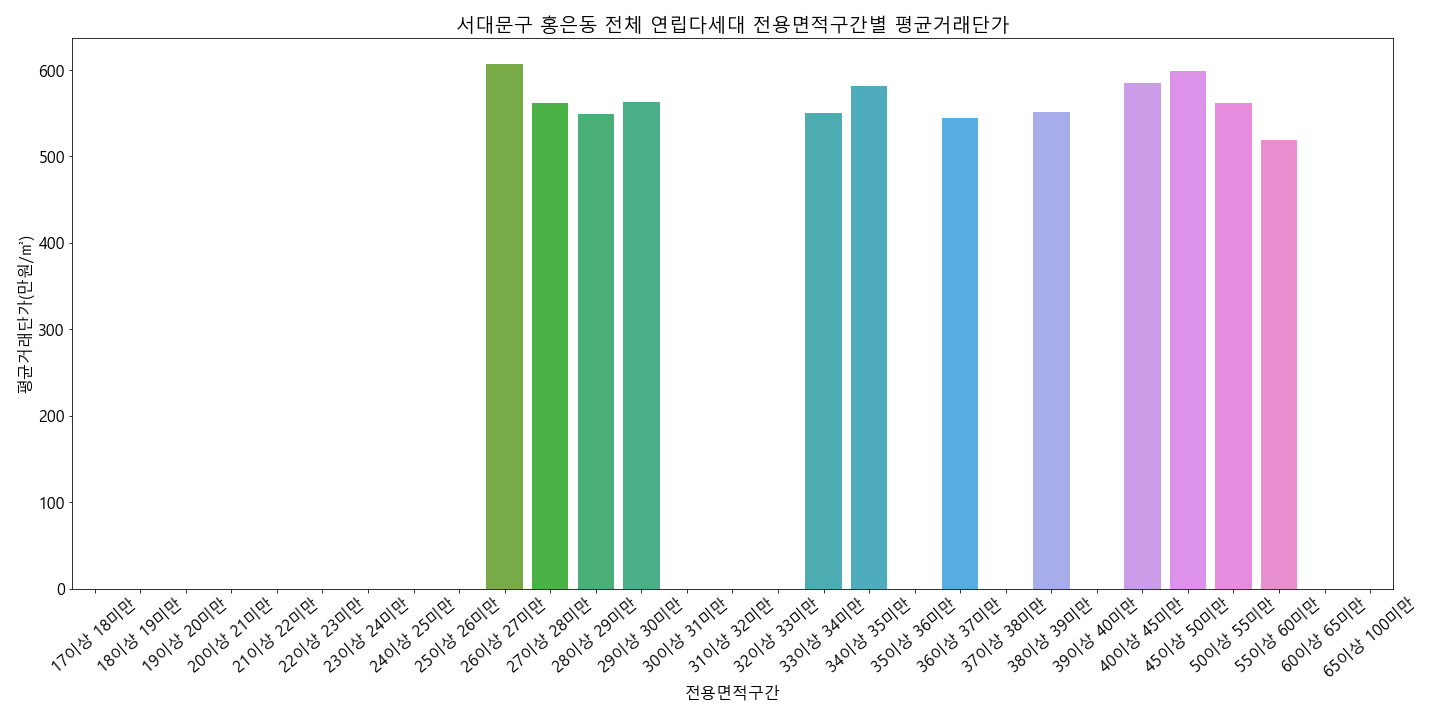 서대문구 홍은동 전체 연립다세대 전용면적구간별 평균거래단가
평균거래단가(만원/㎡)
600
500
400
300
200
100
0
17이상 18미만
18이상 19미만
19이상 20미만
20이상 21미만
21이상 22미만
22이상 23미만
23이상 24미만
24이상 25미만
25이상 26미만
26이상 27미만
27이상 28미만
28이상 29미만
29이상 30미만
30이상 31미만
31이상 32미만
32이상 33미만
33이상 34미만
34이상 35미만
35이상 36미만
36이상 37미만
37이상 38미만
38이상 39미만
39이상 40미만
40이상 45미만
45이상 50미만
50이상 55미만
55이상 60미만
60이상 65미만
65이상 100미만
전용면적구간